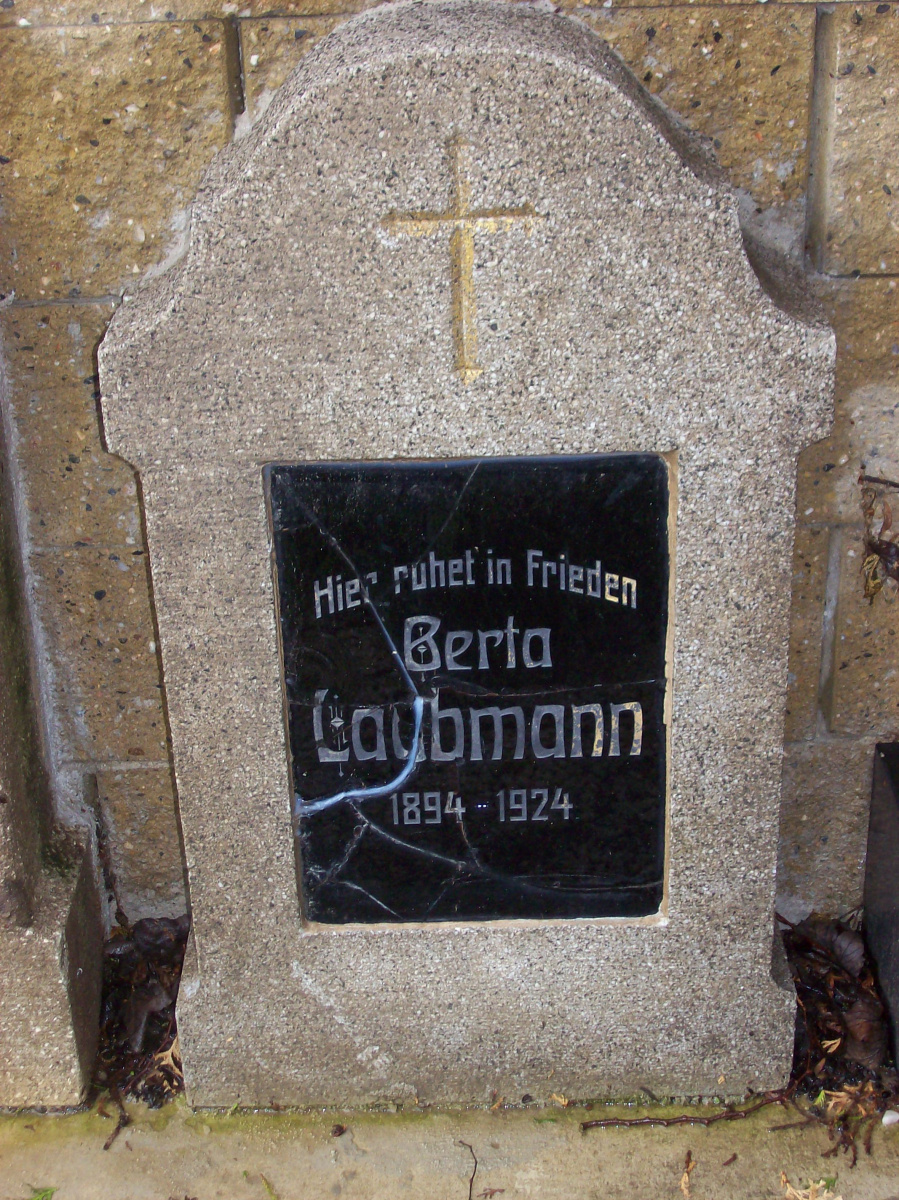 Hier ruhet in Frieden
Berta
Laubmann
1894 - 1924